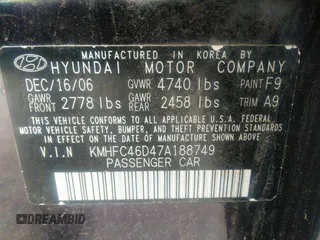 MANUFACTURED IN KOREA BY
HYUNDAI MOTOR COMPANY
DEC/16/06 GVWR 4740 lbs PAINT F9
GAWR FRONT 2778 lbs GAWR REAR 2458 lbs TRIM A9
THIS VEHICLE CONFORMS TO ALL APPLICABLE U.S.A. FEDERAL MOTOR VEHICLE
SAFETY, BUMPER, AND THEFT PREVENTION STANDARDS
IN EFFECT ON THE DATE OF MANUFACTURE SHOWN ABOVE.
V.I.N KMHFC46D47A188749
PASSENGER CAR
©BIDFAX.INFO